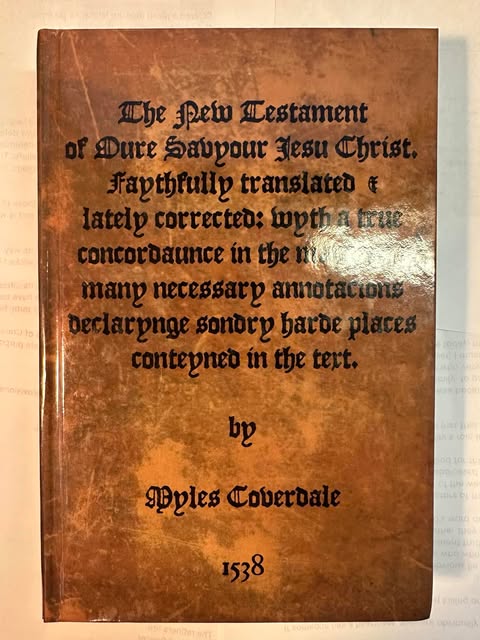 The New Testament
of Oure Savyour Jesu Christ.
Faythfully translated &
lately corrected: wyth a true
concordaunce in the
many necessary annotacions
declarynge sondry harde places
conteyned in the text.
by
Myles Coverdale
1538